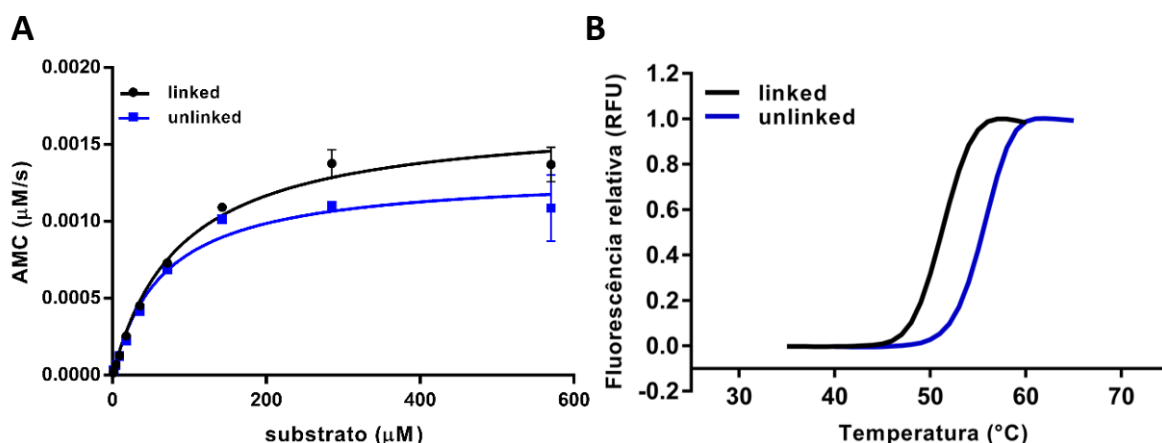 A
0.0020
0.0015
0.0010
0.0005
0.0000
AMC (μM/s)
linked
unlinked
0
200
400
600
substrato (μM)
B
1.2
1.0
0.8
0.6
0.4
0.2
0.0
-0.2
Fluorescência relativa (RFU)
linked
unlinked
30
40
50
60
70
Temperatura (°C)